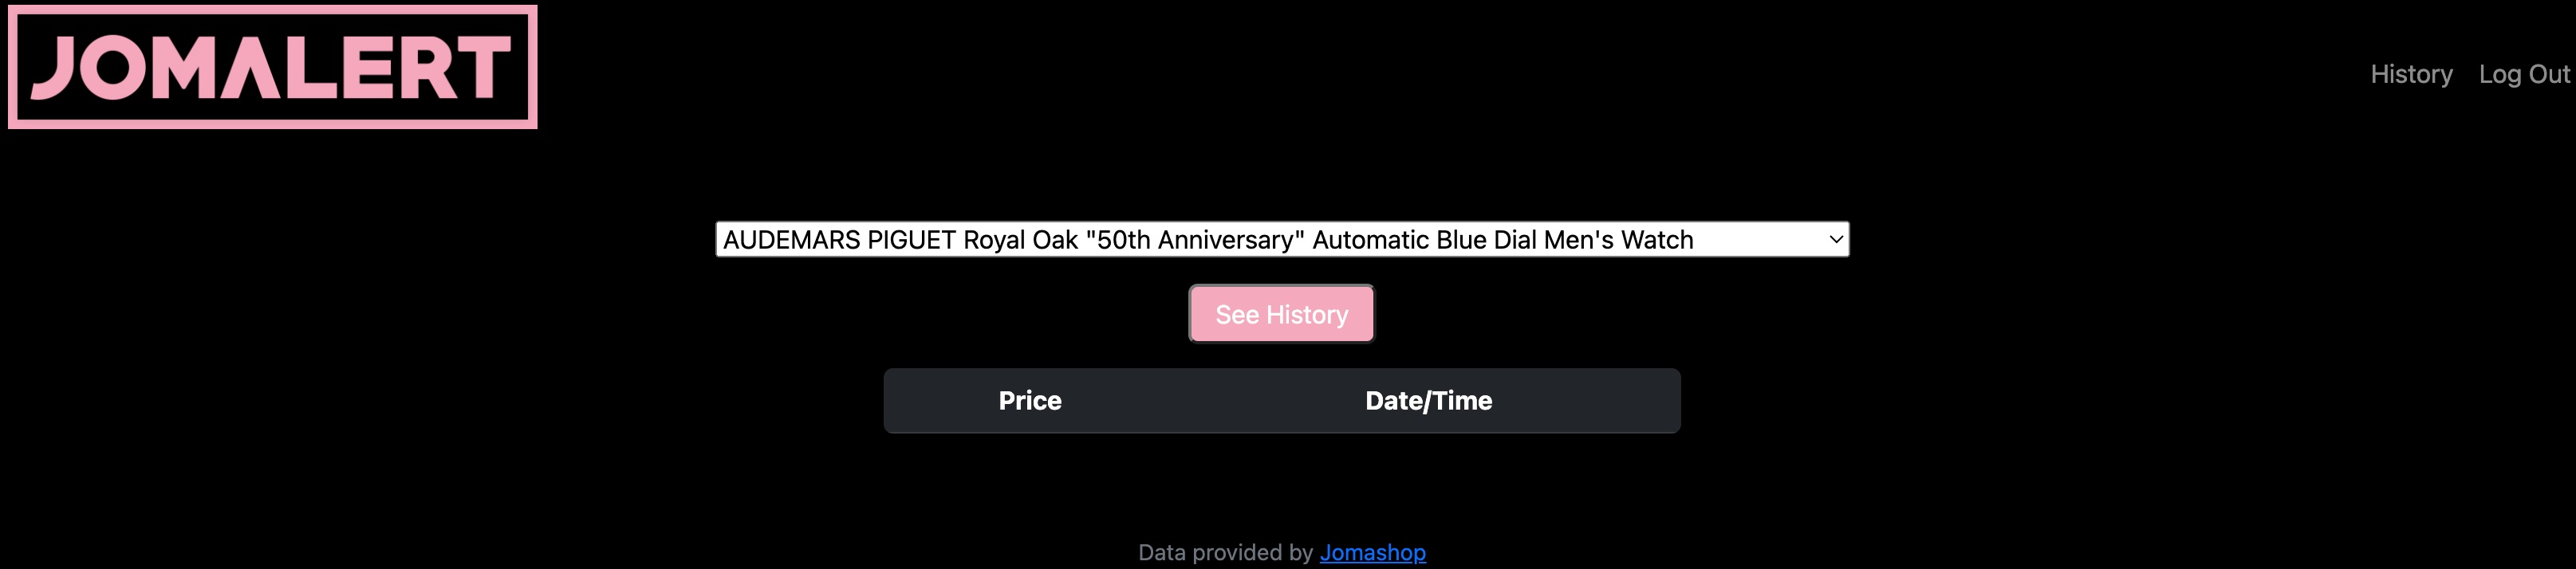 JOMALERT
History Log Out
AUDEMARS PIGUET Royal Oak "50th Anniversary" Automatic Blue Dial Men's Watch
See History
Price Date/Time
Data provided by Jomashop